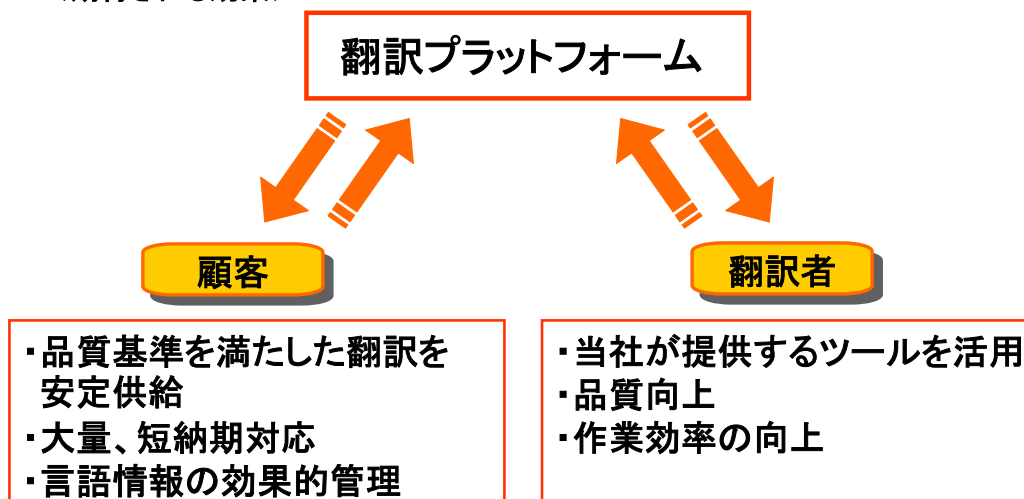 翻訳プラットフォーム
顧客
翻訳者
・品質基準を満たした翻訳を
安定供給
・大量、短納期対応
・言語情報の効果的管理
・当社が提供するツールを活用
・品質向上
・作業効率の向上